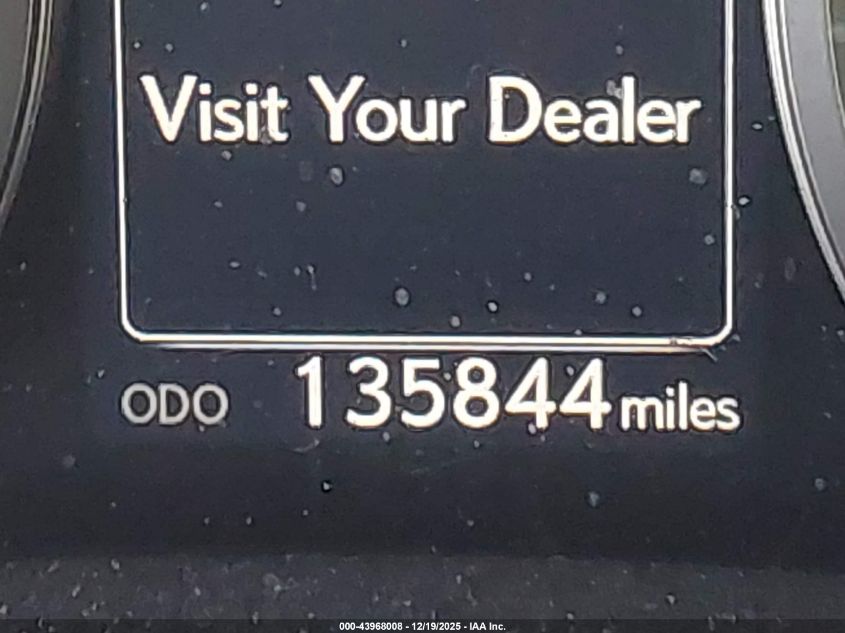 Visit Your Dealer
ODO 135844 miles
000-43968008 - 12/19/2025 - IAA Inc.